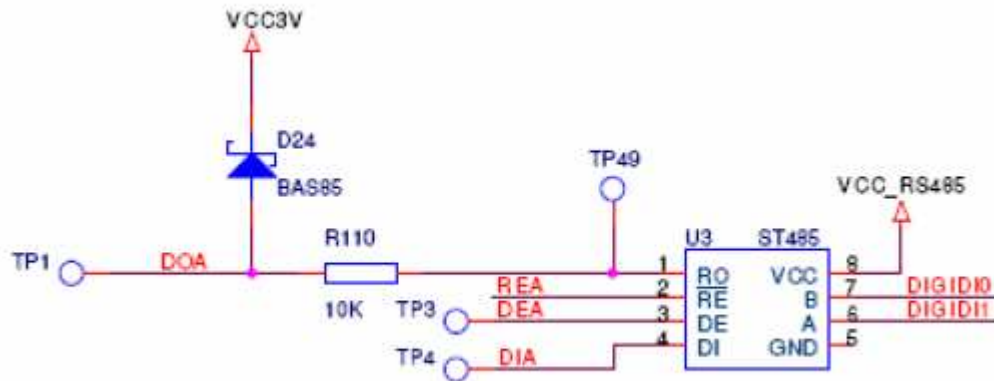 VCC3V
D24
BAS85
TP49
VCC_RS485
R110
U3 ST485
TP1 DOA
10K
1 RO VCC 8
REA 2 RE B 7 DIGIDI0
TP3 DEA 3 DE A 6 DIGIDI1
TP4 DIA 4 DI GND 5